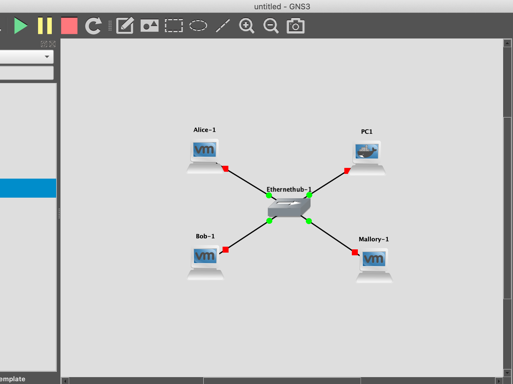 untitled - GNS3
Alice-1
vm
PC1
Ethernethub-1
Bob-1
vm
Mallory-1
vm
emplate